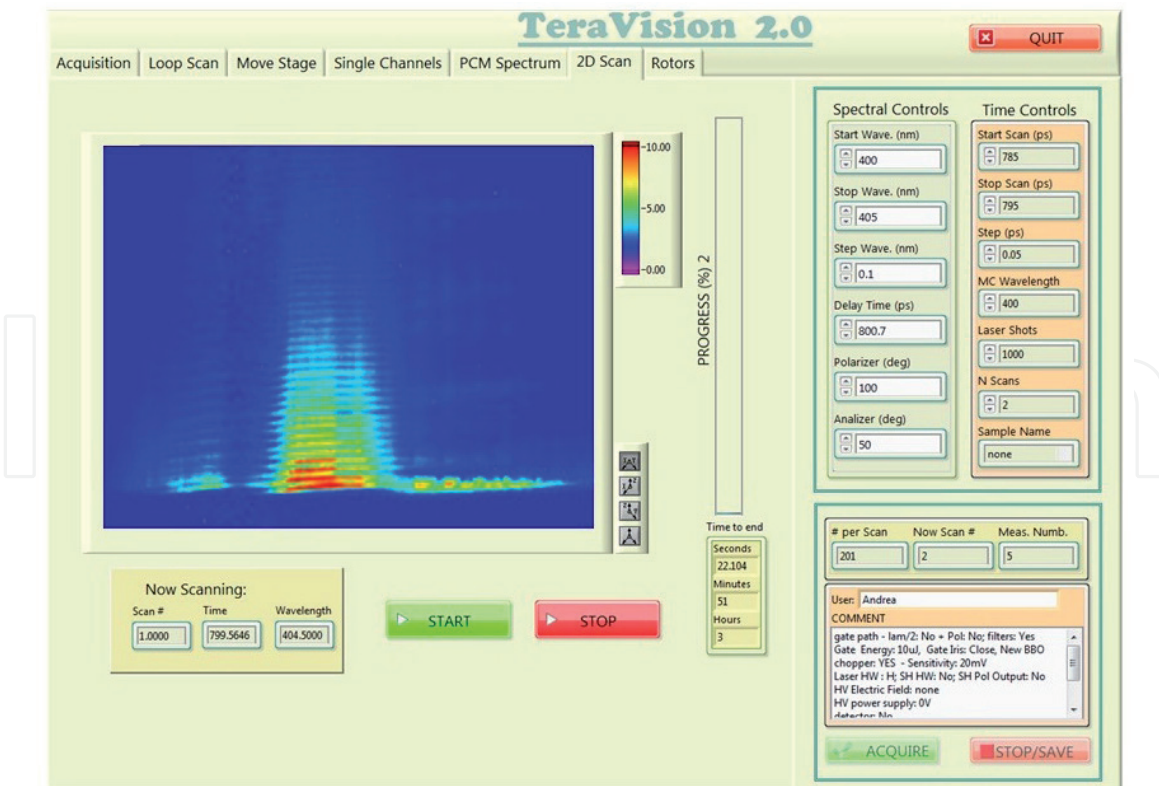 TeraVision 2.0
QUIT
Acquisition
Loop Scan
Move Stage
Single Channels
PCM Spectrum
2D Scan
Rotors
-10.00
-5.00
-0.00
PROGRESS (%) 2
Time to end
Seconds
22.104
Minutes
51
Hours
3
Now Scanning:
Scan #
Time
Wavelength
1.0000
799.5646
404.5000
START
STOP
Spectral Controls
Start Wave. (nm)
400
Stop Wave. (nm)
405
Step Wave. (nm)
0.1
Delay Time (ps)
800.7
Polarizer (deg)
100
Analizer (deg)
50
Time Controls
Start Scan (ps)
785
Stop Scan (ps)
795
Step (ps)
0.05
MC Wavelength
400
Laser Shots
1000
N Scans
2
Sample Name
none
# per Scan
Now Scan #
Meas. Numb.
201
2
5
User: Andrea
COMMENT
gate path - lam/2: No + Pol: No; filters: Yes
Gate Energy: 10uJ, Gate Iris: Close, New BBO
chopper: YES - Sensitivity: 20mV
Laser HW : H; SH HW: No; SH Pol Output: No
HV Electric Field: none
HV power supply: 0V
detector: No
ACQUIRE
STOP/SAVE